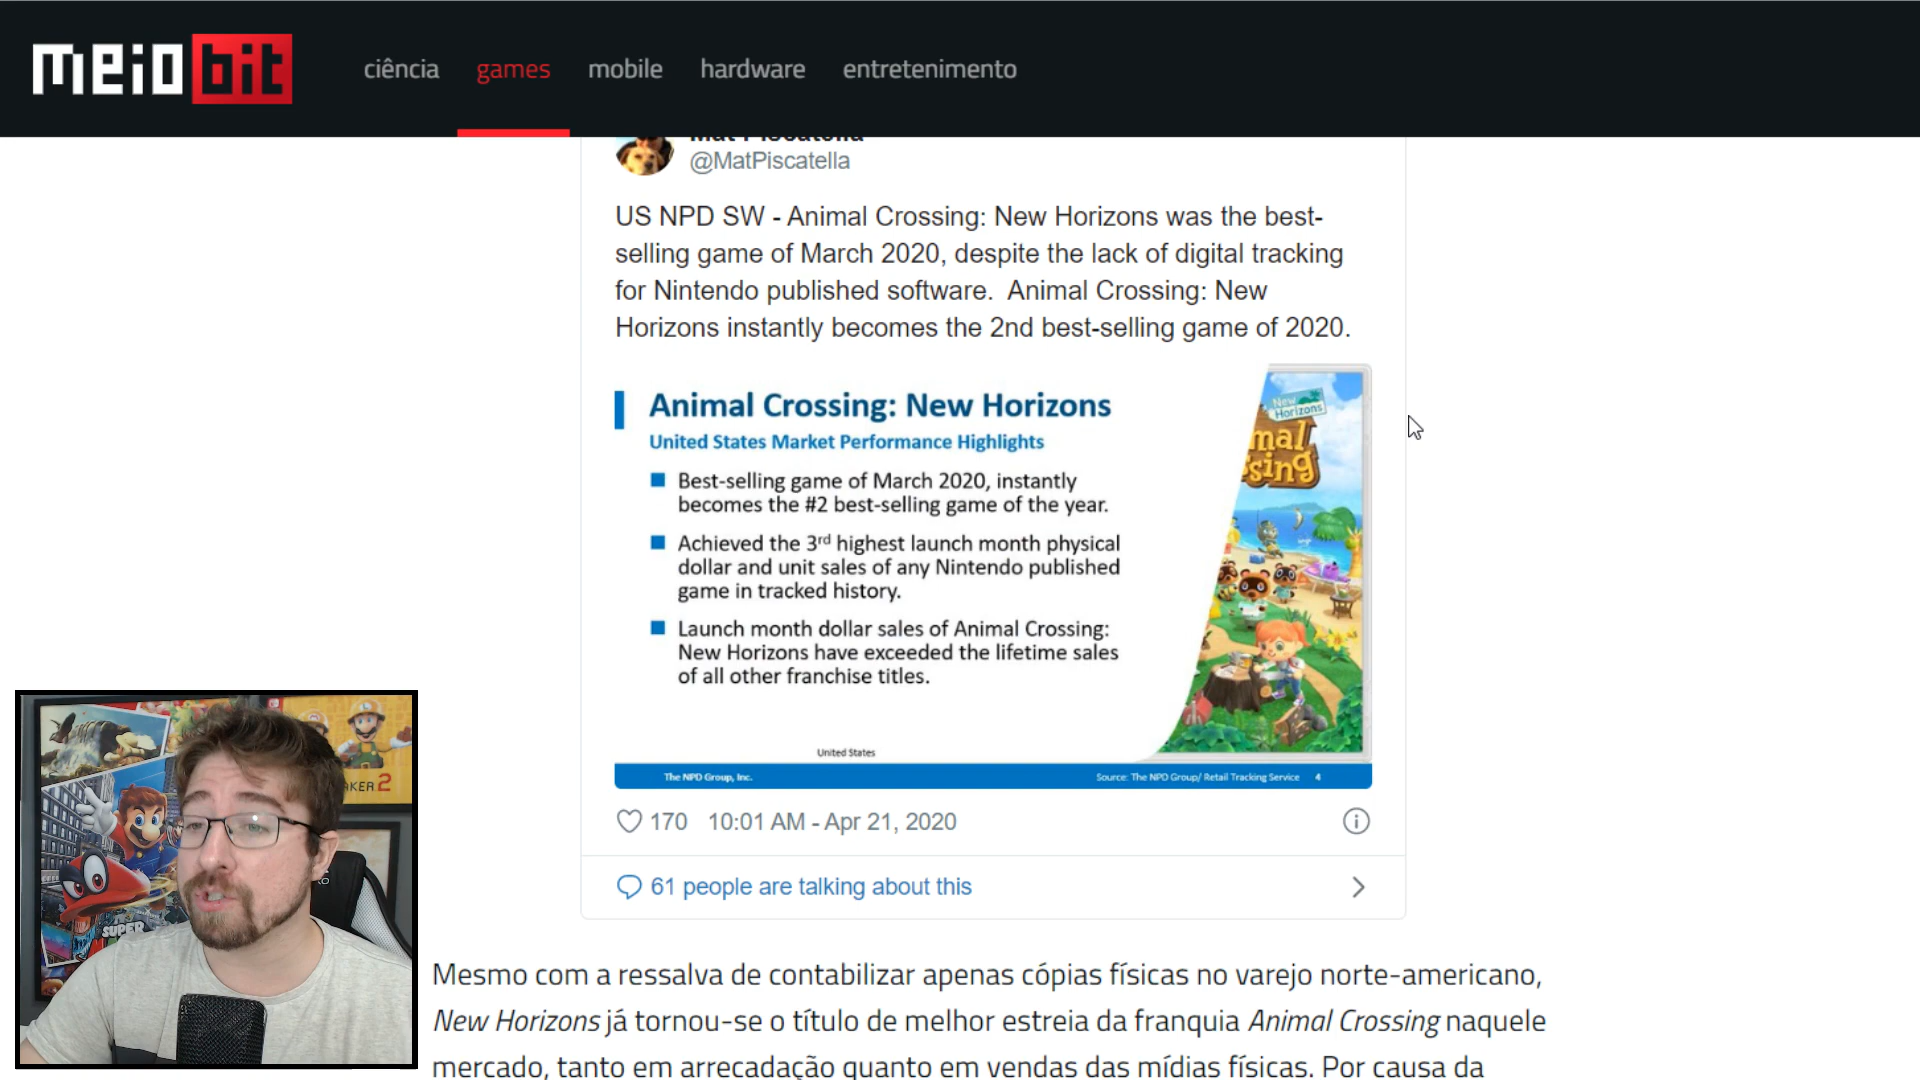 meiobit
ciência games mobile hardware entretenimento
Mat Piscatella
@MatPiscatella
US NPD SW - Animal Crossing: New Horizons was the best-
selling game of March 2020, despite the lack of digital tracking
for Nintendo published software.  Animal Crossing: New
Horizons instantly becomes the 2nd best-selling game of 2020.
Animal Crossing: New Horizons
United States Market Performance Highlights
Best-selling game of March 2020, instantly
becomes the #2 best-selling game of the year.
Achieved the 3rd highest launch month physical
dollar and unit sales of any Nintendo published
game in tracked history.
Launch month dollar sales of Animal Crossing:
New Horizons have exceeded the lifetime sales
of all other franchise titles.
New
Horizons
mal
sing
United States
The NPD Group, Inc.
Source: The NPD Group/ Retail Tracking Service 4
170 10:01 AM - Apr 21, 2020
61 people are talking about this
KER 2
SUPER
Mesmo com a ressalva de contabilizar apenas cópias físicas no varejo norte-americano,
New Horizons já tornou-se o título de melhor estreia da franquia Animal Crossing naquele
mercado, tanto em arrecadação quanto em vendas das mídias físicas. Por causa da